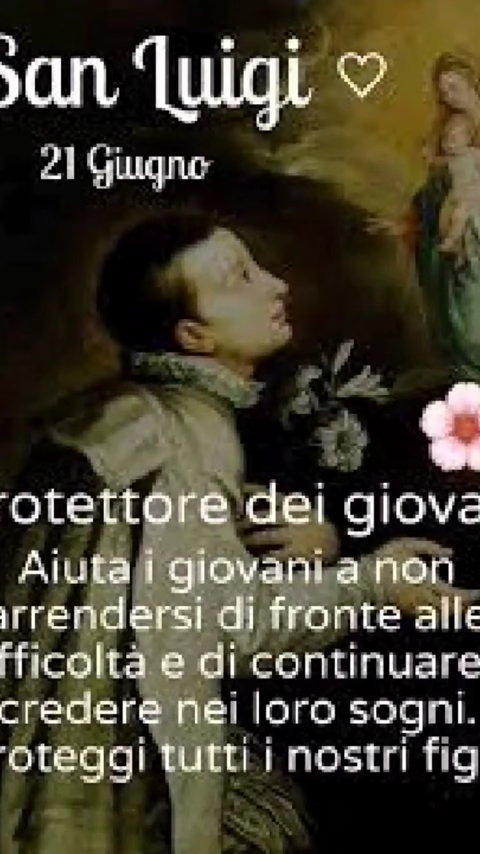 San Luigi ♡
21 Giugno
rotettore dei giova
Aiuta i giovani a non
arrendersi di fronte alle
fficoltà e di continuare
credere nei loro sogni.
roteggi tutti i nostri fig